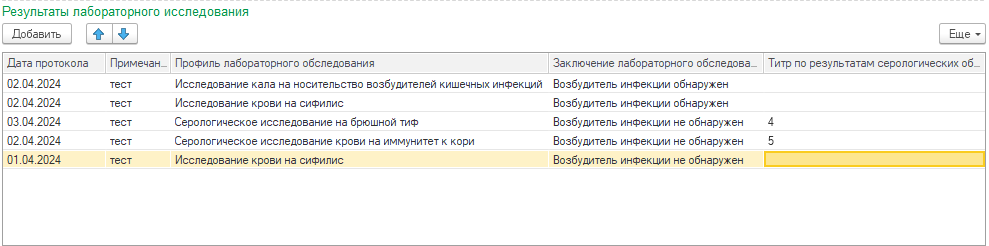 Результаты лабораторного исследования
Добавить Еще
Дата протокола Примечан... Профиль лабораторного обследования Заключение лабораторного обследова... Титр по результатам серологических об...
02.04.2024 тест Исследование кала на носительство возбудителей кишечных инфекций Возбудитель инфекции обнаружен
02.04.2024 тест Исследование крови на сифилис Возбудитель инфекции обнаружен
03.04.2024 тест Серологическое исследование на брюшной тиф Возбудитель инфекции не обнаружен 4
02.04.2024 тест Серологическое исследование крови на иммунитет к кори Возбудитель инфекции не обнаружен 5
01.04.2024 тест Исследование крови на сифилис Возбудитель инфекции не обнаружен